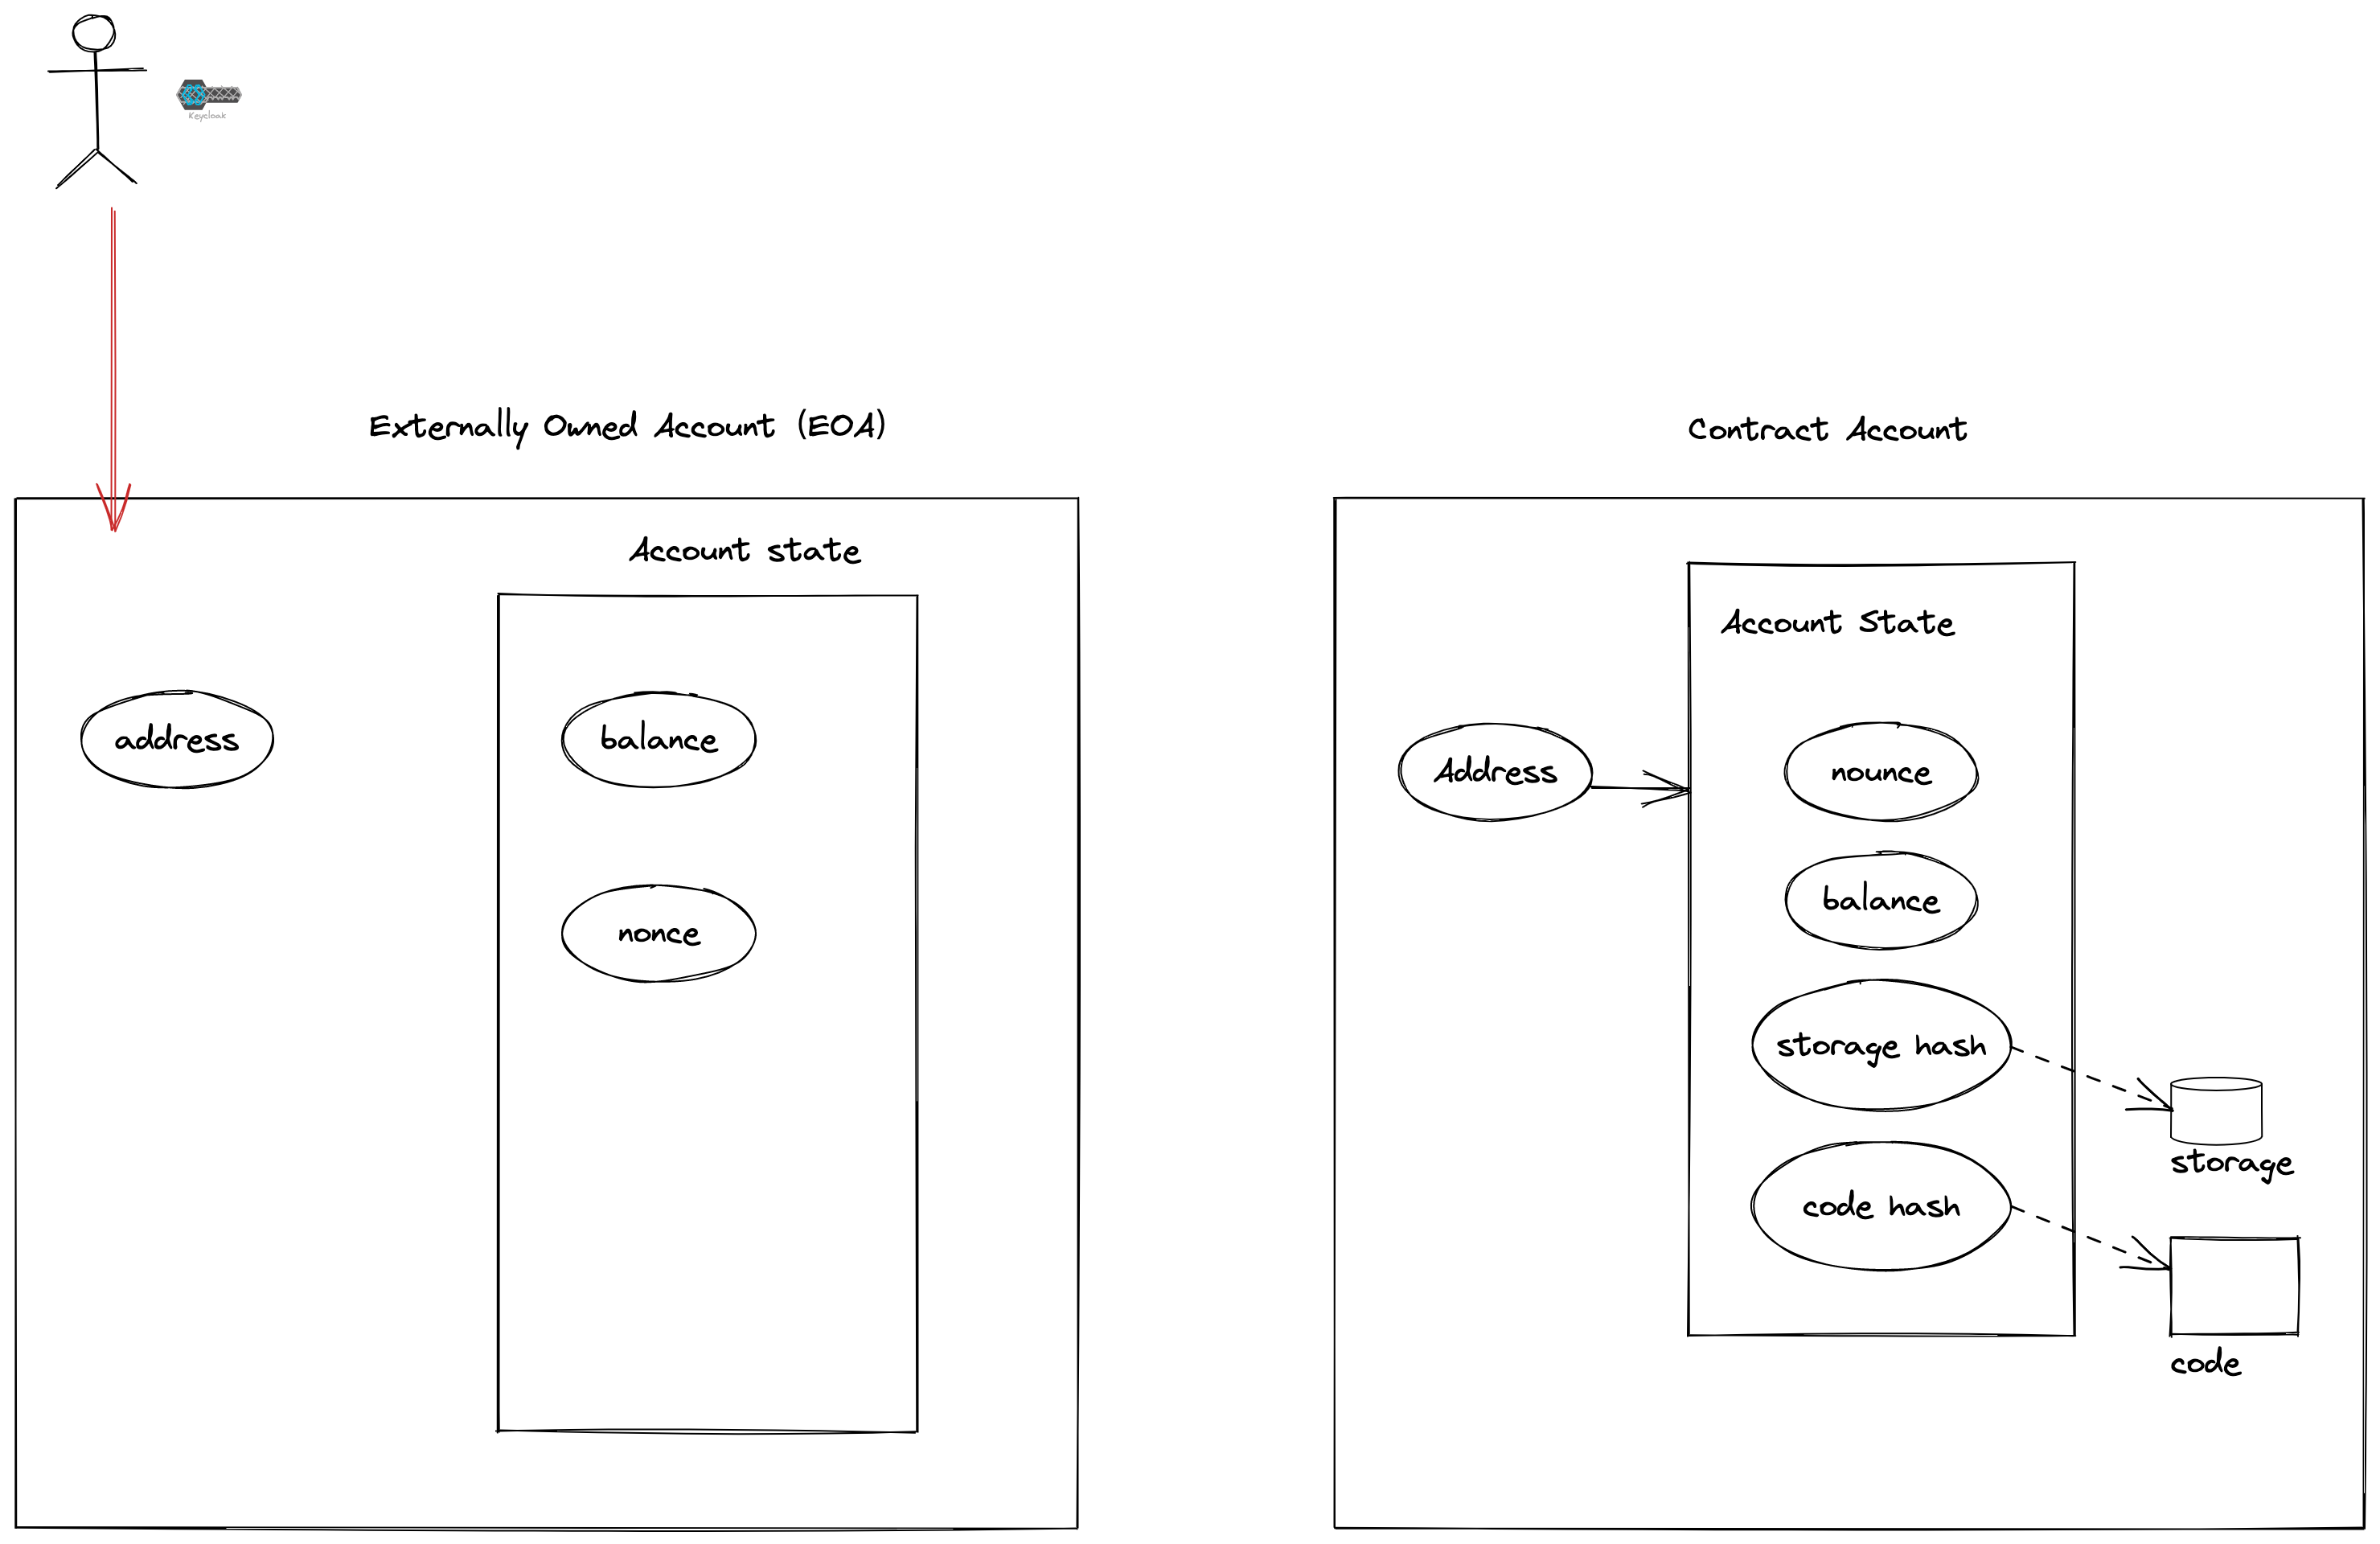 Keycloak
Externally Owned Account (EOA)
Account state
address
balance
nonce
Contract Account
Account State
Address
nounce
balance
storage hash
code hash
storage
code